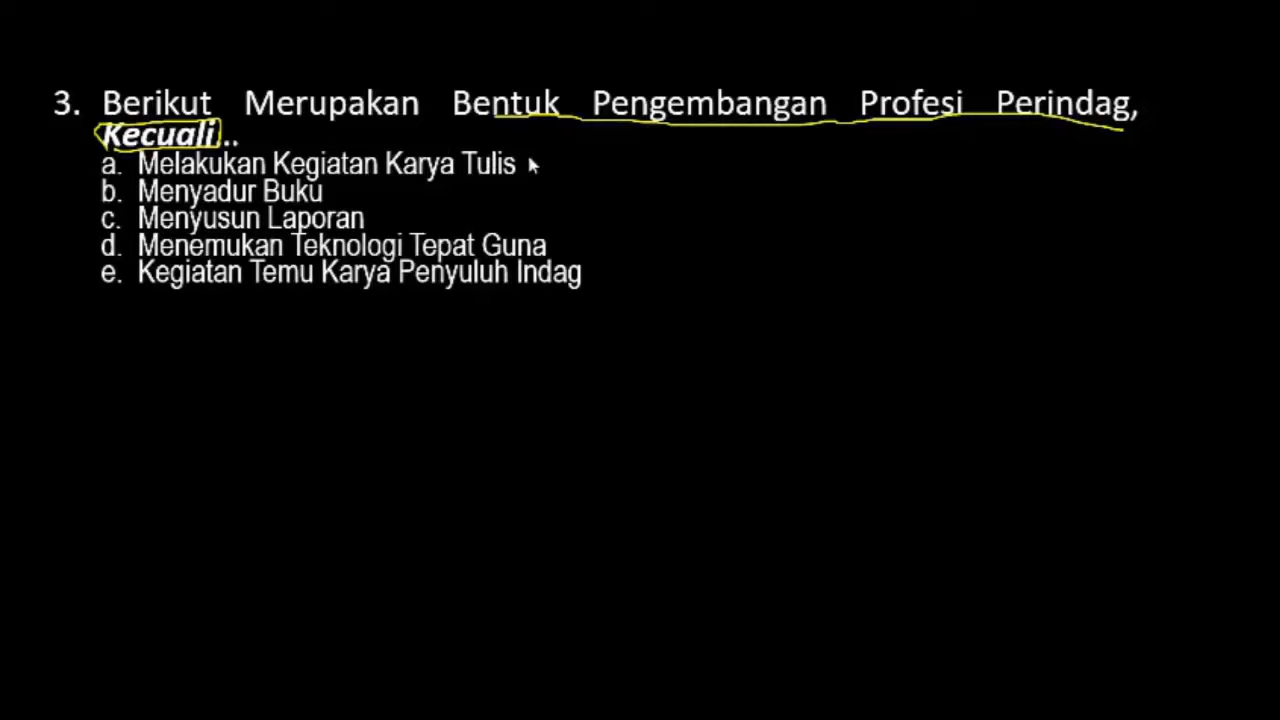 3. Berikut Merupakan Bentuk Pengembangan Profesi Perindag,
Kecuali...
a. Melakukan Kegiatan Karya Tulis
b. Menyadur Buku
c. Menyusun Laporan
d. Menemukan Teknologi Tepat Guna
e. Kegiatan Temu Karya Penyuluh Indag